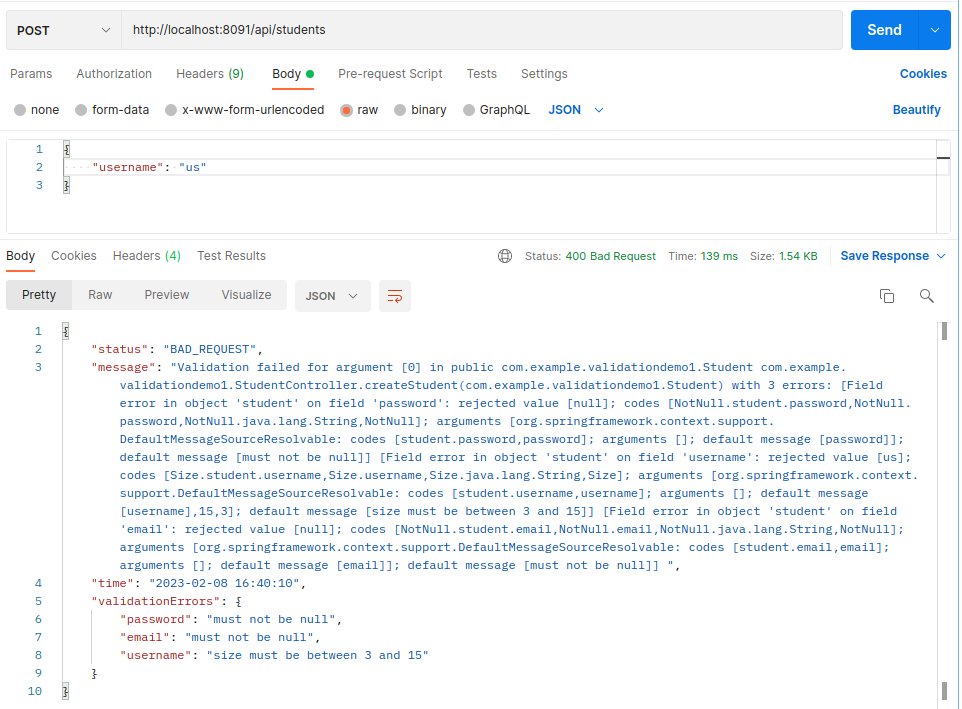 POST http://localhost:8091/api/students Send
Params Authorization Headers (9) Body Pre-request Script Tests Settings Cookies
none form-data x-www-form-urlencoded raw binary GraphQL JSON Beautify
1 {
2 "username": "us"
3 }
Body Cookies Headers (4) Test Results Status: 400 Bad Request Time: 139 ms Size: 1.54 KB Save Response
Pretty Raw Preview Visualize JSON
1 {
2 "status": "BAD_REQUEST",
3 "message": "Validation failed for argument [0] in public com.example.validationdemo1.Student com.example.
validationdemo1.StudentController.createStudent(com.example.validationdemo1.Student) with 3 errors: [Field
error in object 'student' on field 'password': rejected value [null]; codes [NotNull.student.password,NotNull.
password,NotNull.java.lang.String,NotNull]; arguments [org.springframework.context.support.
DefaultMessageSourceResolvable: codes [student.password,password]; arguments []; default message [password]];
default message [must not be null]] [Field error in object 'student' on field 'username': rejected value [us];
codes [Size.student.username,Size.username,Size.java.lang.String,Size]; arguments [org.springframework.context.
support.DefaultMessageSourceResolvable: codes [student.username,username]; arguments []; default message
[username],15,3]; default message [size must be between 3 and 15]] [Field error in object 'student' on field
'email': rejected value [null]; codes [NotNull.student.email,NotNull.email,NotNull.java.lang.String,NotNull];
arguments [org.springframework.context.support.DefaultMessageSourceResolvable: codes [student.email,email];
arguments []; default message [email]]; default message [must not be null]] ",
4 "time": "2023-02-08 16:40:10",
5 "validationErrors": {
6 "password": "must not be null",
7 "email": "must not be null",
8 "username": "size must be between 3 and 15"
9 }
10 }